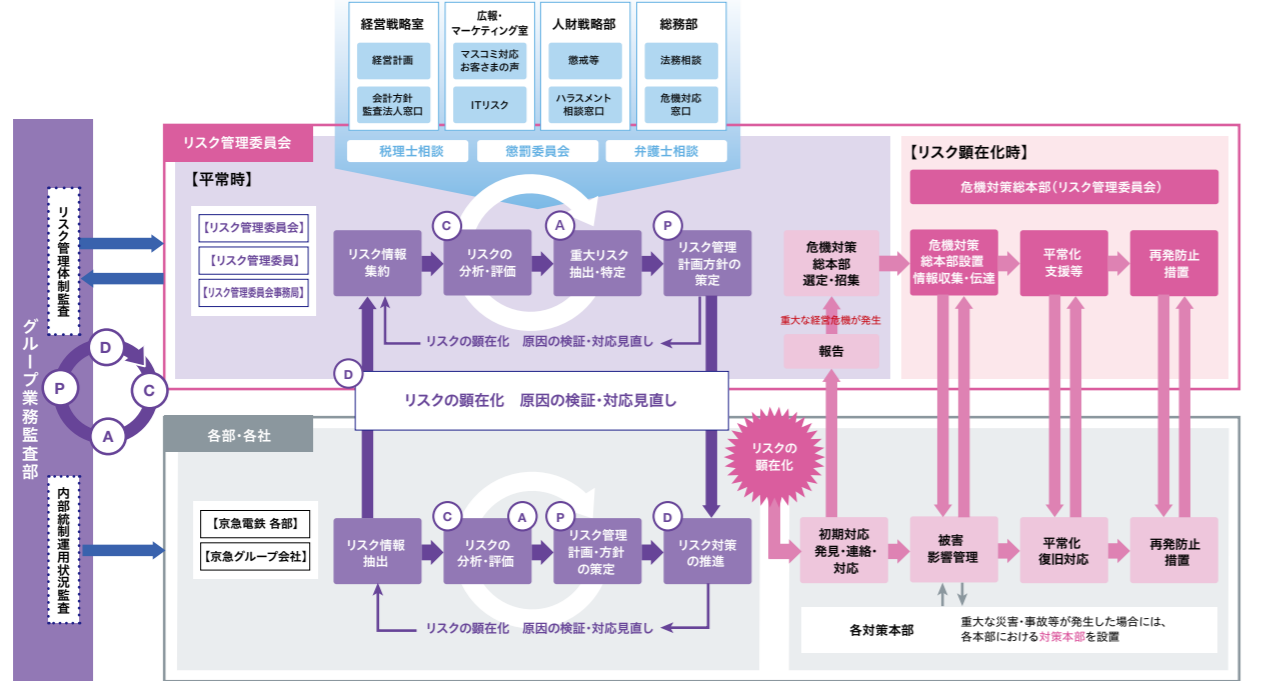 経営戦略室
経営計画
会計方針
監査法人窓口
広報・
マーケティング室
マスコミ対応
お客さまの声
ITリスク
人財戦略部
懲戒等
ハラスメント
相談窓口
総務部
法務相談
危機対応
窓口
税理士相談
懲罰委員会
弁護士相談
グループ業務監査部
リスク管理体制監査
内部統制運用状況監査
D
P
C
A
リスク管理委員会
【平常時】
【リスク管理委員会】
【リスク管理委員】
【リスク管理委員会事務局】
リスク情報
集約
C
リスクの
分析・評価
A
重大リスク
抽出・特定
P
リスク管理
計画方針の
策定
リスクの顕在化　原因の検証・対応見直し
D
リスクの顕在化　原因の検証・対応見直し
危機対策
総本部
選定・招集
重大な経営危機が発生
報告
【リスク顕在化時】
危機対策総本部（リスク管理委員会）
危機対策
総本部設置
情報収集・伝達
平常化
支援等
再発防止
措置
各部・各社
【京急電鉄 各部】
【京急グループ会社】
リスク情報
抽出
C
リスクの
分析・評価
A
P
リスク管理
計画・方針
の策定
D
リスク対策
の推進
リスクの顕在化　原因の検証・対応見直し
リスクの
顕在化
初期対応
発見・連絡・
対応
被害
影響管理
平常化
復旧対応
再発防止
措置
各対策本部
重大な災害・事故等が発生した場合には、
各本部における対策本部を設置